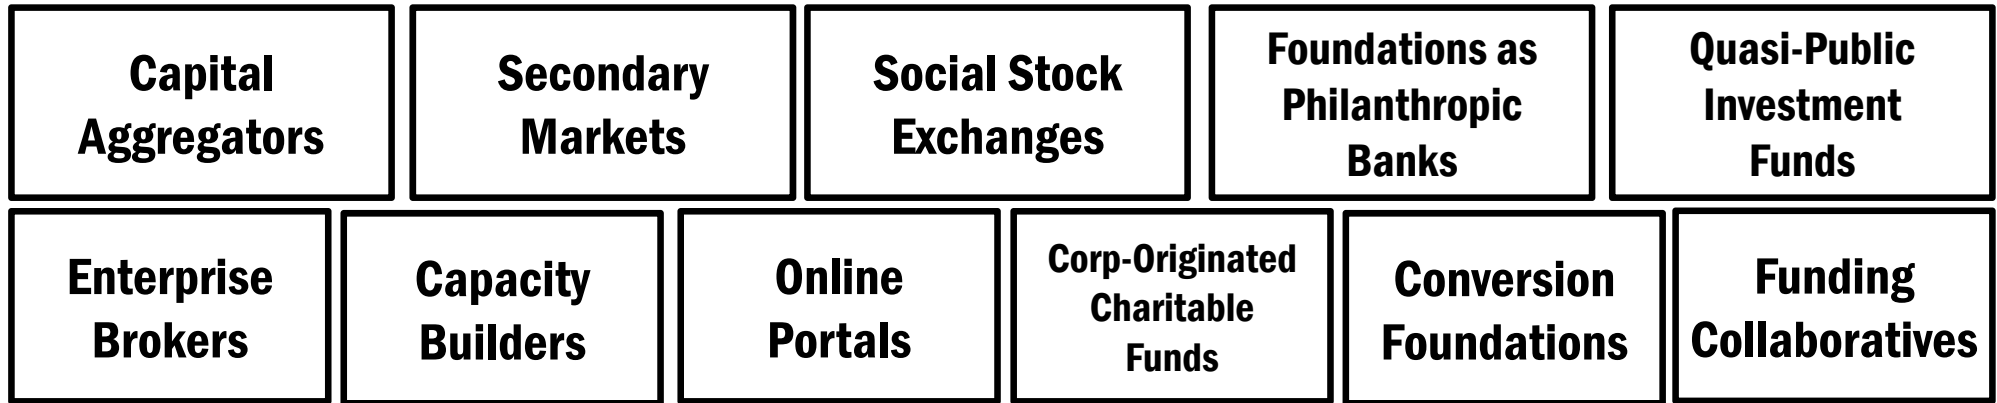 Capital
Aggregators
Secondary
Markets
Social Stock
Exchanges
Foundations as
Philanthropic
Banks
Quasi-Public
Investment
Funds
Enterprise
Brokers
Capacity
Builders
Online
Portals
Corp-Originated
Charitable
Funds
Conversion
Foundations
Funding
Collaboratives